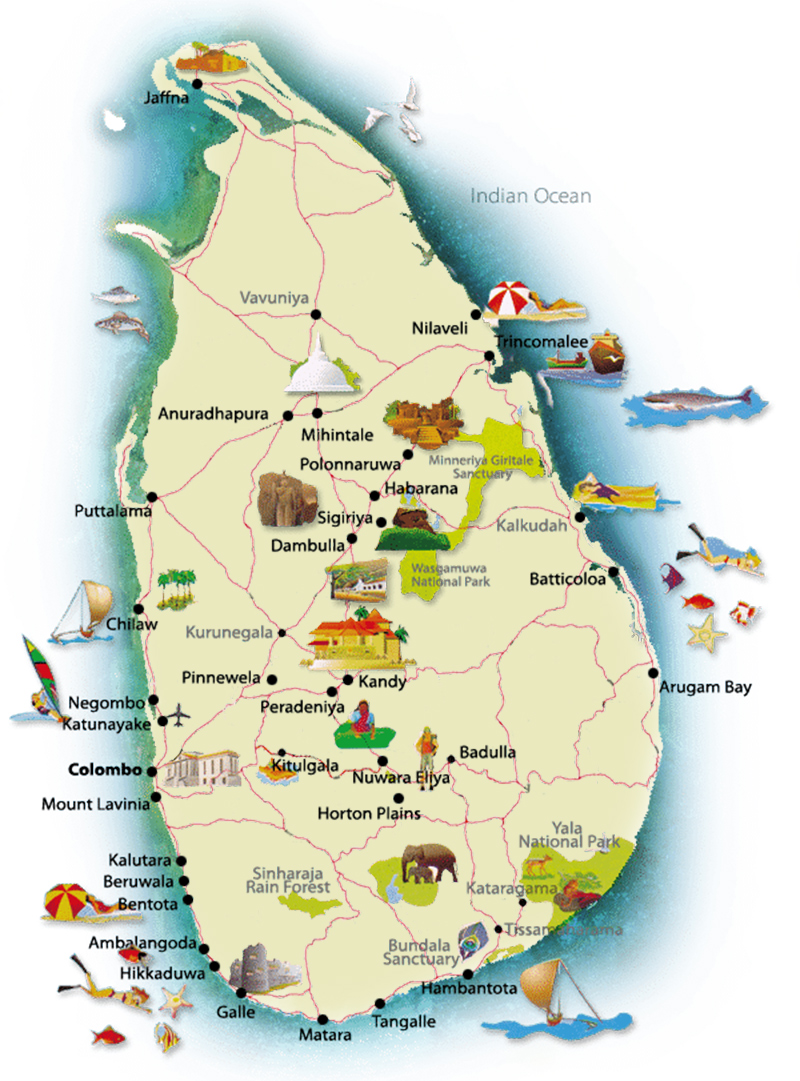 Jaffna
Indian Ocean
Vavuniya
Nilaveli
Trincomalee
Anuradhapura
Mihintale
Polonnaruwa
Minneriya Giritale
Sanctuary
Habarana
Puttalama
Sigiriya
Kalkudah
Dambulla
Wasgamuwa
National Park
Batticoloa
Chilaw
Kurunegala
Pinnewela
Kandy
Arugam Bay
Negombo
Peradeniya
Katunayake
Badulla
Colombo
Kitulgala
Nuwara Eliya
Mount Lavinia
Horton Plains
Yala
National Park
Kalutara
Beruwala
Sinharaja
Rain Forest
Kataragama
Bentota
Tissamaharama
Ambalangoda
Bundala
Sanctuary
Hikkaduwa
Hambantota
Galle
Tangalle
Matara